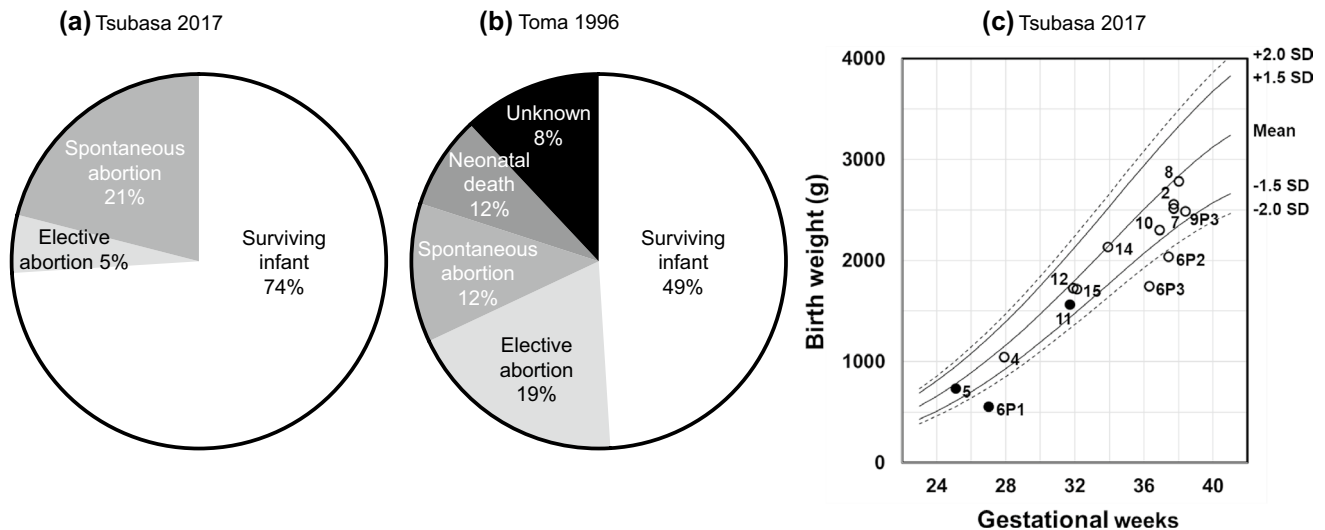 (a) Tsubasa 2017
Spontaneous
abortion
21%
Elective
abortion 5%
Surviving
infant
74%
(b) Toma 1996
Unknown
8%
Neonatal
death
12%
Spontaneous
abortion
12%
Elective
abortion
19%
Surviving
infant
49%
(c) Tsubasa 2017
Birth weight (g)
4000
3000
2000
1000
0
+2.0 SD
+1.5 SD
Mean
-1.5 SD
-2.0 SD
8
2
7
9P3
10
14
6P2
6P3
12
15
11
4
5
6P1
24 28 32 36 40
Gestational weeks